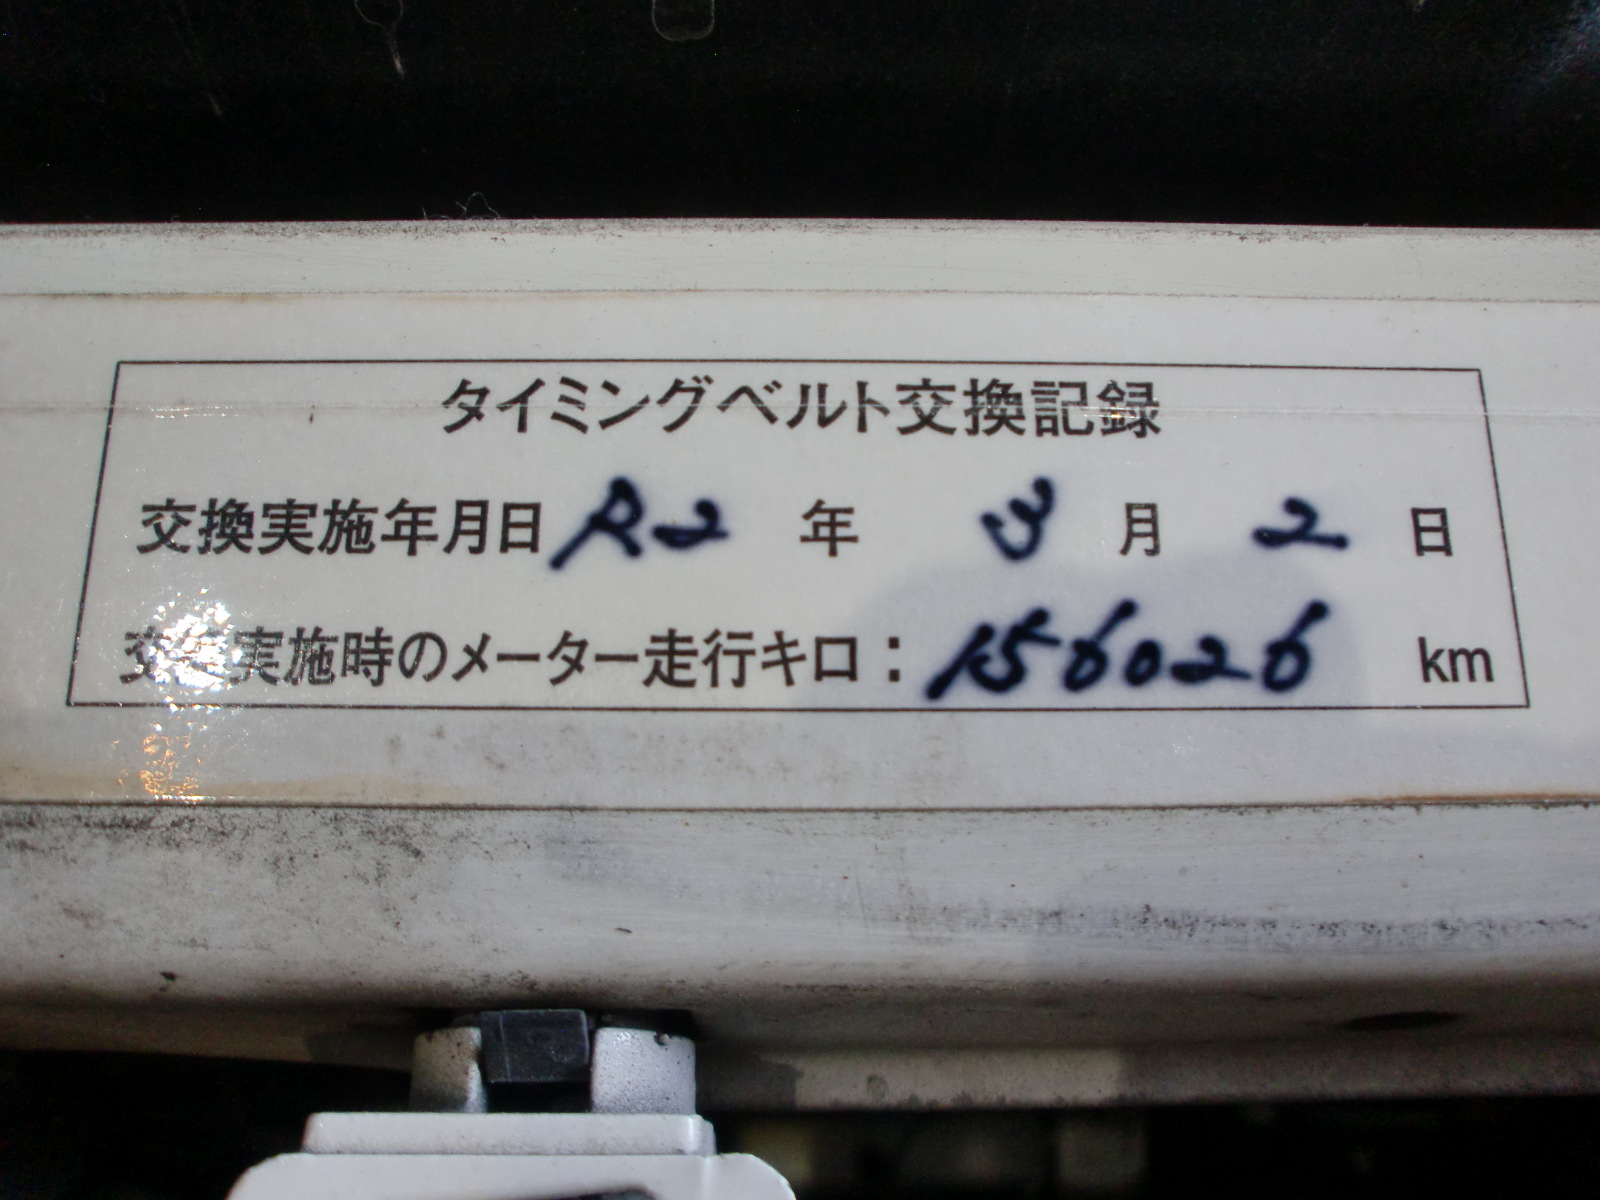 タイミングベルト交換記録
交換実施年月日 R2 年 3 月 2 日
交換実施時のメーター走行キロ：156026 km